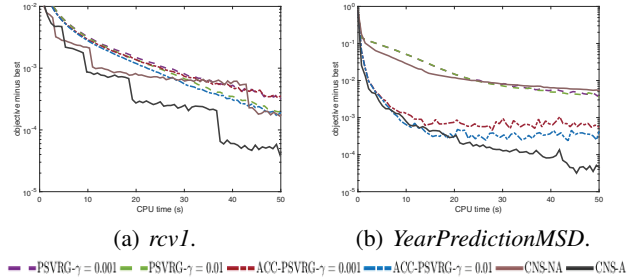 10^-2
10^-3
10^-4
10^-5
objective minus best
0 10 20 30 40 50
CPU time (s)
10^0
10^-1
10^-2
10^-3
10^-4
10^-5
objective minus best
0 10 20 30 40 50
CPU time (s)
(a) rcv1.
(b) YearPredictionMSD.
PSVRG-γ = 0.001 PSVRG-γ = 0.01 ACC-PSVRG-γ = 0.001 ACC-PSVRG-γ = 0.01 CNS-NA CNS-A